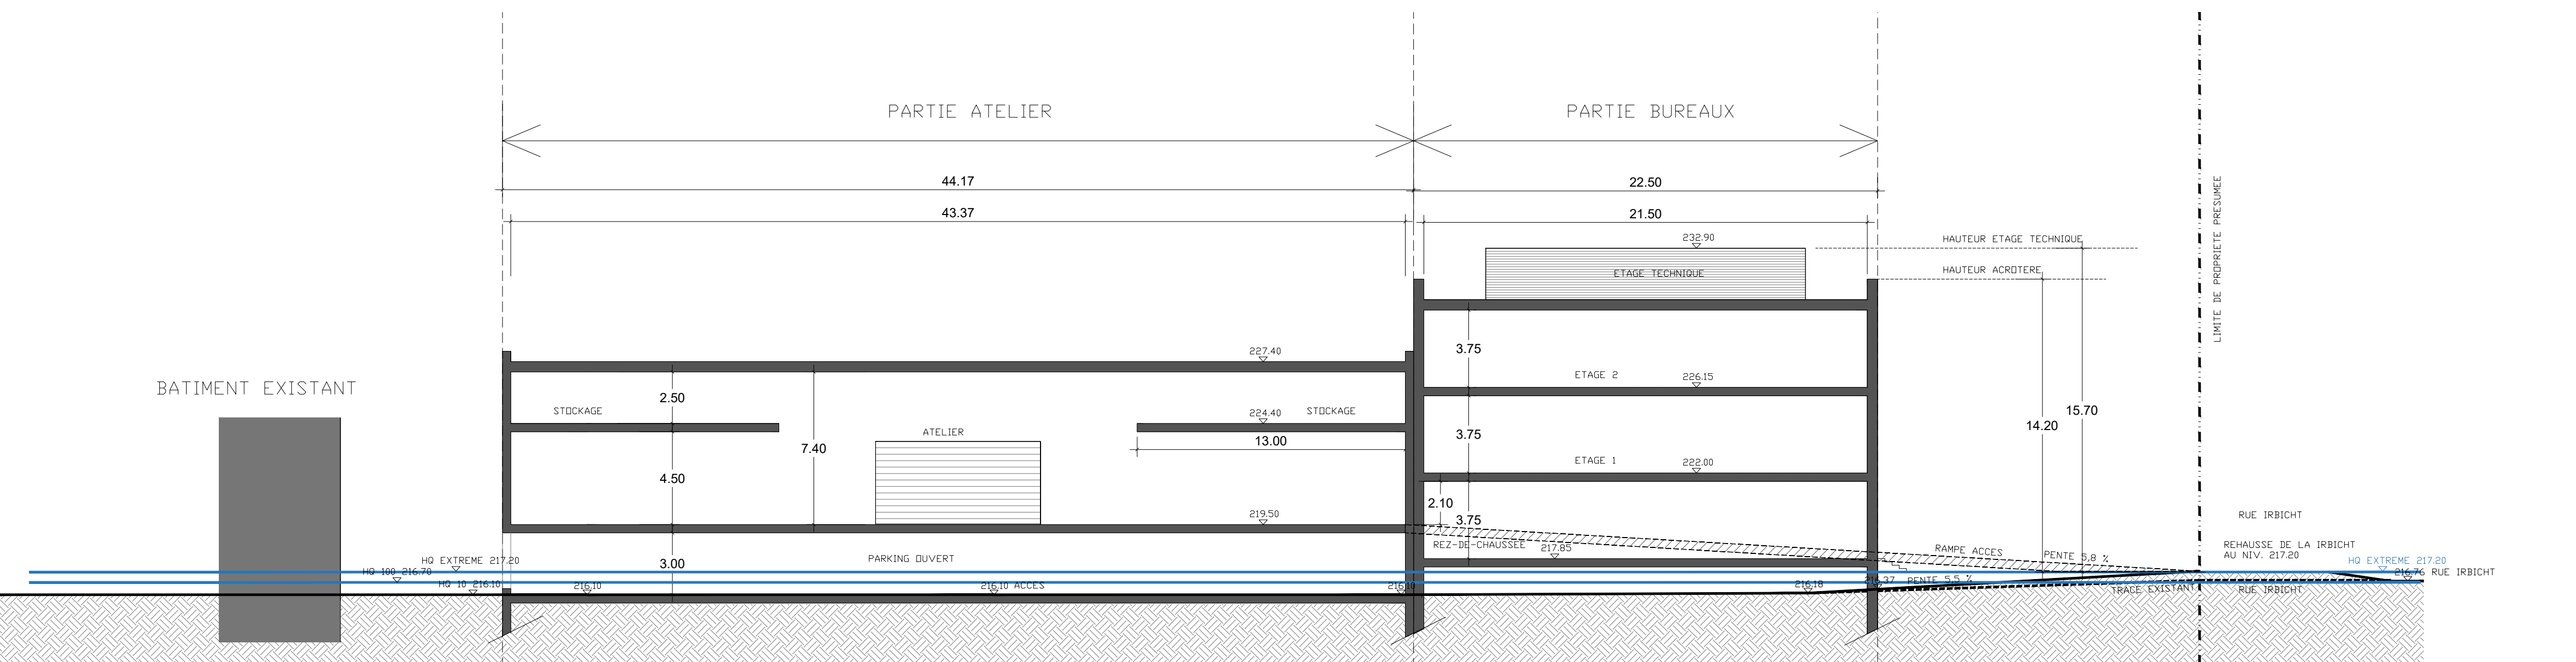 PARTIE ATELIER
PARTIE BUREAUX
44.17
22.50
43.37
21.50
232.90
HAUTEUR ETAGE TECHNIQUE
ETAGE TECHNIQUE
HAUTEUR ACROTERE
LIMITE DE PROPRIETE PRESUMEE
227.40
3.75
ETAGE 2
226.15
BATIMENT EXISTANT
2.50
STOCKAGE
224.40
STOCKAGE
15.70
14.20
ATELIER
13.00
7.40
3.75
ETAGE 1
222.00
4.50
2.10
219.50
3.75
RUE IRBICHT
REZ-DE-CHAUSSEE
217.85
RAMPE ACCES
PENTE 5.8 %
REHAUSSE DE LA IRBICHT
AU NIV. 217.20
HQ EXTREME 217.20
PARKING OUVERT
3.00
HQ EXTREME 217.20
HQ 100 216.70
216.76 RUE IRBICHT
HQ 10 216.10
216.10
216.10 ACCES
216.10
216.18
216.37
PENTE 5.5 %
TRACE EXISTANT
RUE IRBICHT